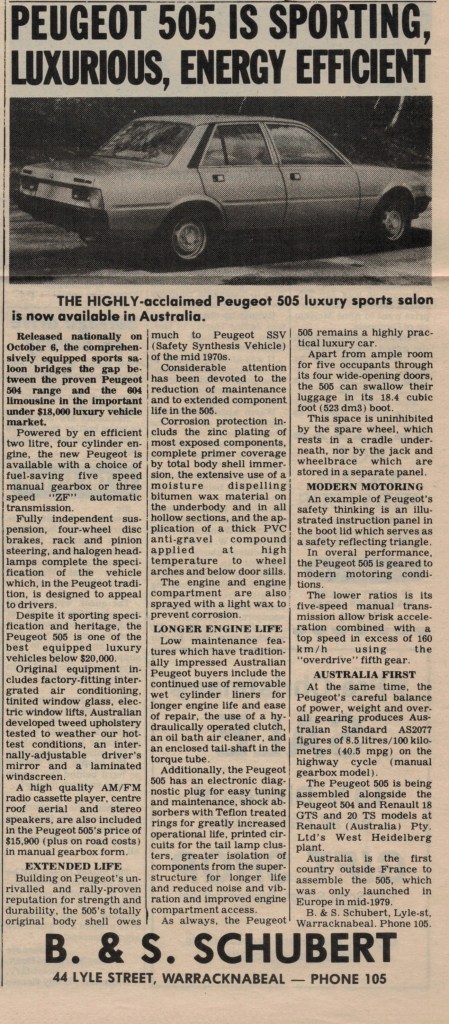 PEUGEOT 505 IS SPORTING,
LUXURIOUS, ENERGY EFFICIENT
THE HIGHLY-acclaimed Peugeot 505 luxury sports salon
is now available in Australia.
Released nationally on
October 6, the comprehen-
sively equipped sports sa-
loon bridges the gap be-
tween the proven Peugeot
504 range and the 604
limousine in the important
under $18,000 luxury vehicle
market.
Powered by en efficient
two litre, four cylinder en-
gine, the new Peugeot is
available with a choice of
fuel-saving five speed
manual gearbox or three
speed "ZF" automatic
transmission.
Fully independent sus-
pension, four-wheel disc
brakes, rack and pinion
steering, and halogen head-
lamps complete the speci-
fication of the vehicle
which, in the Peugeot tradi-
tion, is designed to appeal
to drivers.
Despite its sporting speci-
fication and heritage, the
Peugeot 505 is one of the
best equipped luxury
vehicles below $20,000.
Original equipment in-
cludes factory-fitting inter-
grated air conditioning,
tinited window glass, elec-
tric window lifts, Australian
developed tweed upholstery
tested to weather our hot-
test conditions, an inter-
nally-adjustable driver's
mirror and a laminated
windscreen.
A high quality AM/FM
radio cassette player, centre
roof aerial and stereo
speakers, are also included
in the Peugeot 505's price of
$15,900 (plus on road costs)
in manual gearbox form.
EXTENDED LIFE
Building on Peugeot's un-
rivalled and rally-proven
reputation for strength and
durability, the 505's totally
original body shell owes
much to Peugeot SSV
(Safety Synthesis Vehicle)
of the mid 1970s.
Considerable attention
has been devoted to the
reduction of maintenance
and to extended component
life in the 505.
Corrosion protection in-
cludes the zinc plating of
most exposed components,
complete primer coverage
by total body shell immer-
sion, the extensive use of a
moisture dispelling
bitumen wax material on
the underbody and in all
hollow sections, and the ap-
plication of a thick PVC
anti-gravel compound
applied at high
temperature to wheel
arches and below door sills.
The engine and engine
compartment are also
sprayed with a light wax to
prevent corrosion.
LONGER ENGINE LIFE
Low maintenance fea-
tures which have tradition-
ally impressed Australian
Peugeot buyers include the
continued use of removable
wet cylinder liners for
longer engine life and ease
of repair, the use of a hy-
draulically operated clutch,
an oil bath air cleaner, and
an enclosed tail-shaft in the
torque tube.
Additionally, the Peugeot
505 has an electronic diag-
nostic plug for easy tuning
and maintenance, shock ab-
sorbers with Teflon treated
rings for greatly increased
operational life, printed cir-
cuits for the tail lamp clus-
ters, greater isolation of
components from the super-
structure for longer life
and reduced noise and vib-
ration and improved engine
compartment access.
As always, the Peugeot
505 remains a highly prac-
tical luxury car.
Apart from ample room
for five occupants through
its four wide-opening doors,
the 505 can swallow their
luggage in its 18.4 cubic
foot (523 dm3) boot.
This space is uninhibited
by the spare wheel, which
rests in a cradle under-
neath, nor by the jack and
wheelbrace which are
stored in a separate panel.
MODERN MOTORING
An example of Peugeot's
safety thinking is an illu-
strated instruction panel in
the boot lid which serves as
a safety reflecting triangle.
In overal performance,
the Peugeot 505 is geared to
modern motoring condi-
tions.
The lower ratios is its
five-speed manual trans-
mission allow brisk accele-
ration combined with a
top speed in excess of 160
km/h using the
"overdrive" fifth gear.
AUSTRALIA FIRST
At the same time, the
Peugeot's careful balance
of power, weight and over-
all gearing produces Aus-
tralian Standard AS2077
figures of 8.5 litres/100 kilo-
metres (40.5 mpg) on the
highway cycle (manual
gearbox model).
The Peugeot 505 is being
assembled alongside the
Peugeot 504 and Renault 18
GTS and 20 TS models at
Renault (Australia) Pty.
Ltd's West Heidelberg
plant.
Australia is the first
country outside France to
assemble the 505, which
was only launched in
Europe in mid-1979.
B. & S. Schubert, Lyle-st,
Warracknabeal. Phone 105.
B. & S. SCHUBERT
44 LYLE STREET, WARRACKNABEAL — PHONE 105